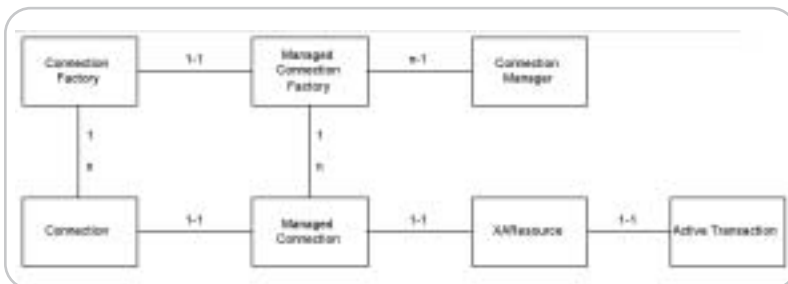 Connection
Factory
1-1
Managed
Connection
Factory
n-1
Connection
Manager
1
n
1
n
Connection
1-1
Managed
Connection
1-1
XAResource
1-1
Active Transaction